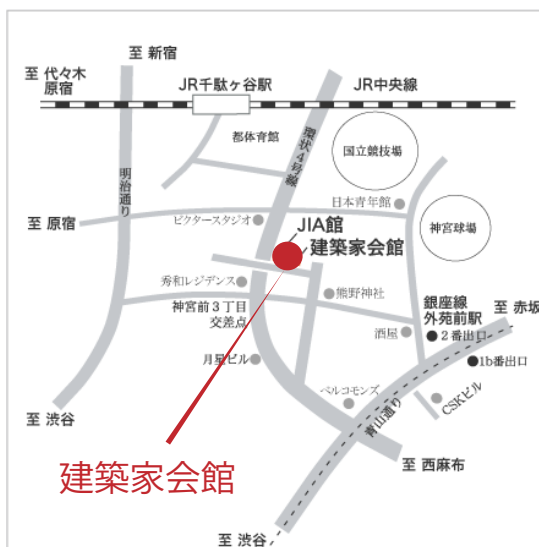 至 新宿
至 代々木
原宿
JR千駄ヶ谷駅
JR中央線
都体育館
環状4号線
国立競技場
明治通り
日本青年館
至 原宿
ビクタースタジオ
JIA館
建築家会館
神宮球場
秀和レジデンス
熊野神社
神宮前3丁目
交差点
銀座線
外苑前駅
至 赤坂
酒屋
2番出口
月星ビル
1b番出口
ベルコモンズ
青山通り
CSKビル
至 渋谷
至 西麻布
建築家会館
至 渋谷